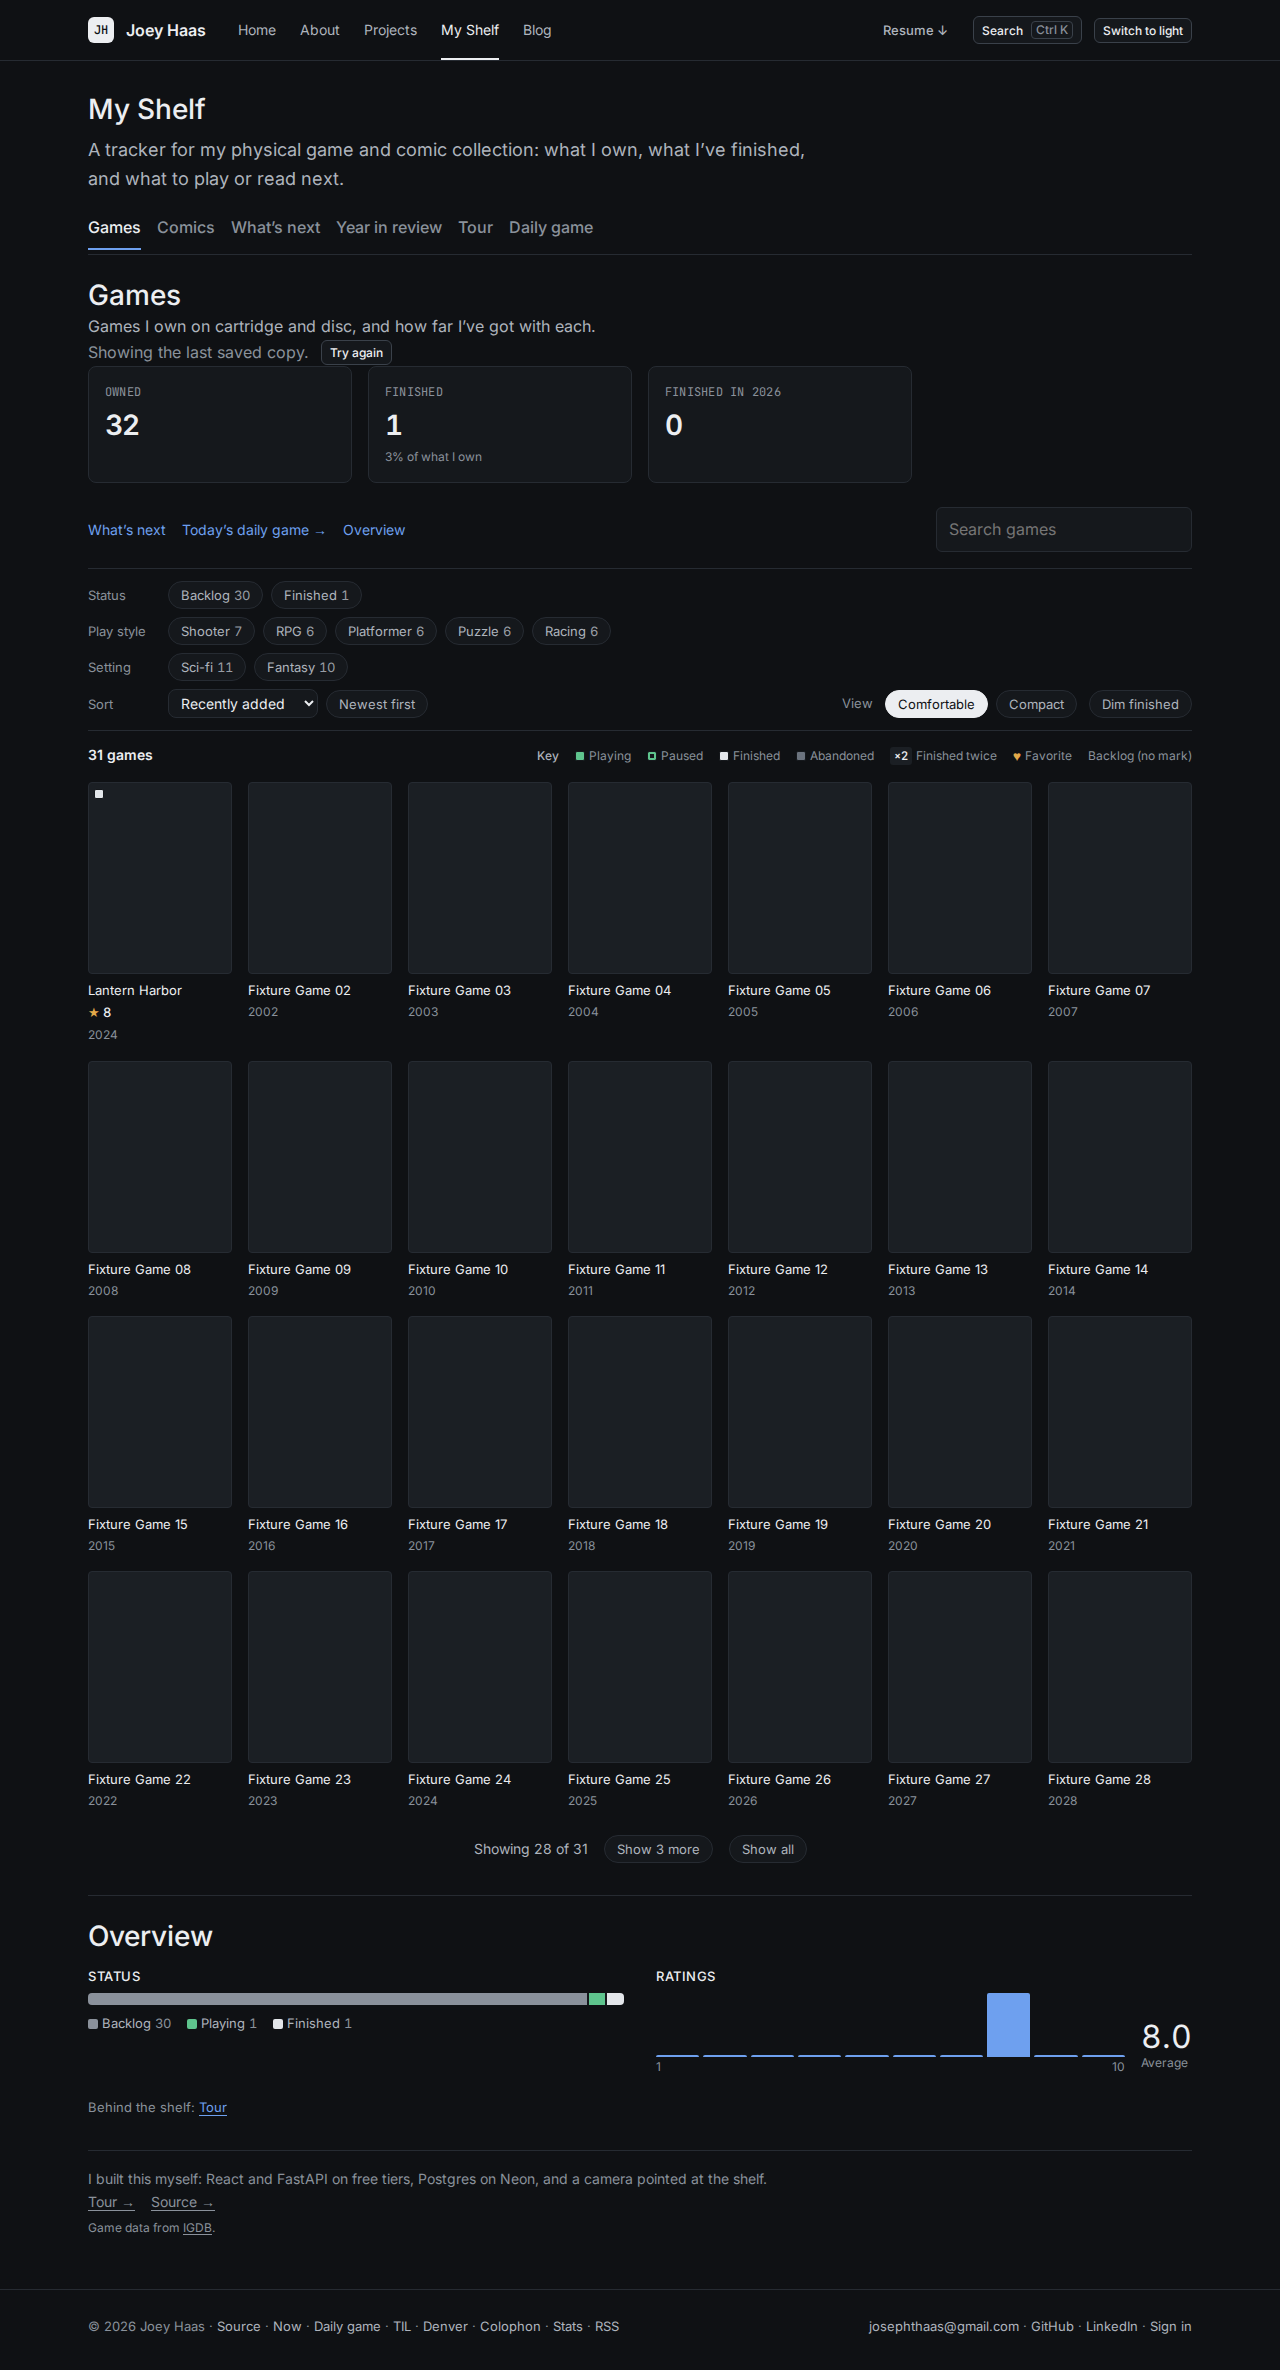 JH Joey Haas Home About Projects My Shelf Blog Resume ↓ Search Ctrl K Switch to light
My Shelf
A tracker for my physical game and comic collection: what I own, what I’ve finished,
and what to play or read next.
Games Comics What’s next Year in review Tour Daily game
Games
Games I own on cartridge and disc, and how far I’ve got with each.
Showing the last saved copy. Try again
OWNED
32
FINISHED
1
3% of what I own
FINISHED IN 2026
0
What’s next Today’s daily game → Overview Search games
Status Backlog 30 Finished 1
Play style Shooter 7 RPG 6 Platformer 6 Puzzle 6 Racing 6
Setting Sci-fi 11 Fantasy 10
Sort Recently added Newest first View Comfortable Compact Dim finished
31 games Key Playing Paused Finished Abandoned ×2 Finished twice ♥ Favorite Backlog (no mark)
Lantern Harbor Fixture Game 02 Fixture Game 03 Fixture Game 04 Fixture Game 05 Fixture Game 06 Fixture Game 07
★ 8 2002 2003 2004 2005 2006 2007
2024
Fixture Game 08 Fixture Game 09 Fixture Game 10 Fixture Game 11 Fixture Game 12 Fixture Game 13 Fixture Game 14
2008 2009 2010 2011 2012 2013 2014
Fixture Game 15 Fixture Game 16 Fixture Game 17 Fixture Game 18 Fixture Game 19 Fixture Game 20 Fixture Game 21
2015 2016 2017 2018 2019 2020 2021
Fixture Game 22 Fixture Game 23 Fixture Game 24 Fixture Game 25 Fixture Game 26 Fixture Game 27 Fixture Game 28
2022 2023 2024 2025 2026 2027 2028
Showing 28 of 31 Show 3 more Show all
Overview
STATUS
Backlog 30 Playing 1 Finished 1
RATINGS
1 10
8.0
Average
Behind the shelf: Tour
I built this myself: React and FastAPI on free tiers, Postgres on Neon, and a camera pointed at the shelf.
Tour → Source →
Game data from IGDB.
© 2026 Joey Haas · Source · Now · Daily game · TIL · Denver · Colophon · Stats · RSS josephthaas@gmail.com · GitHub · LinkedIn · Sign in